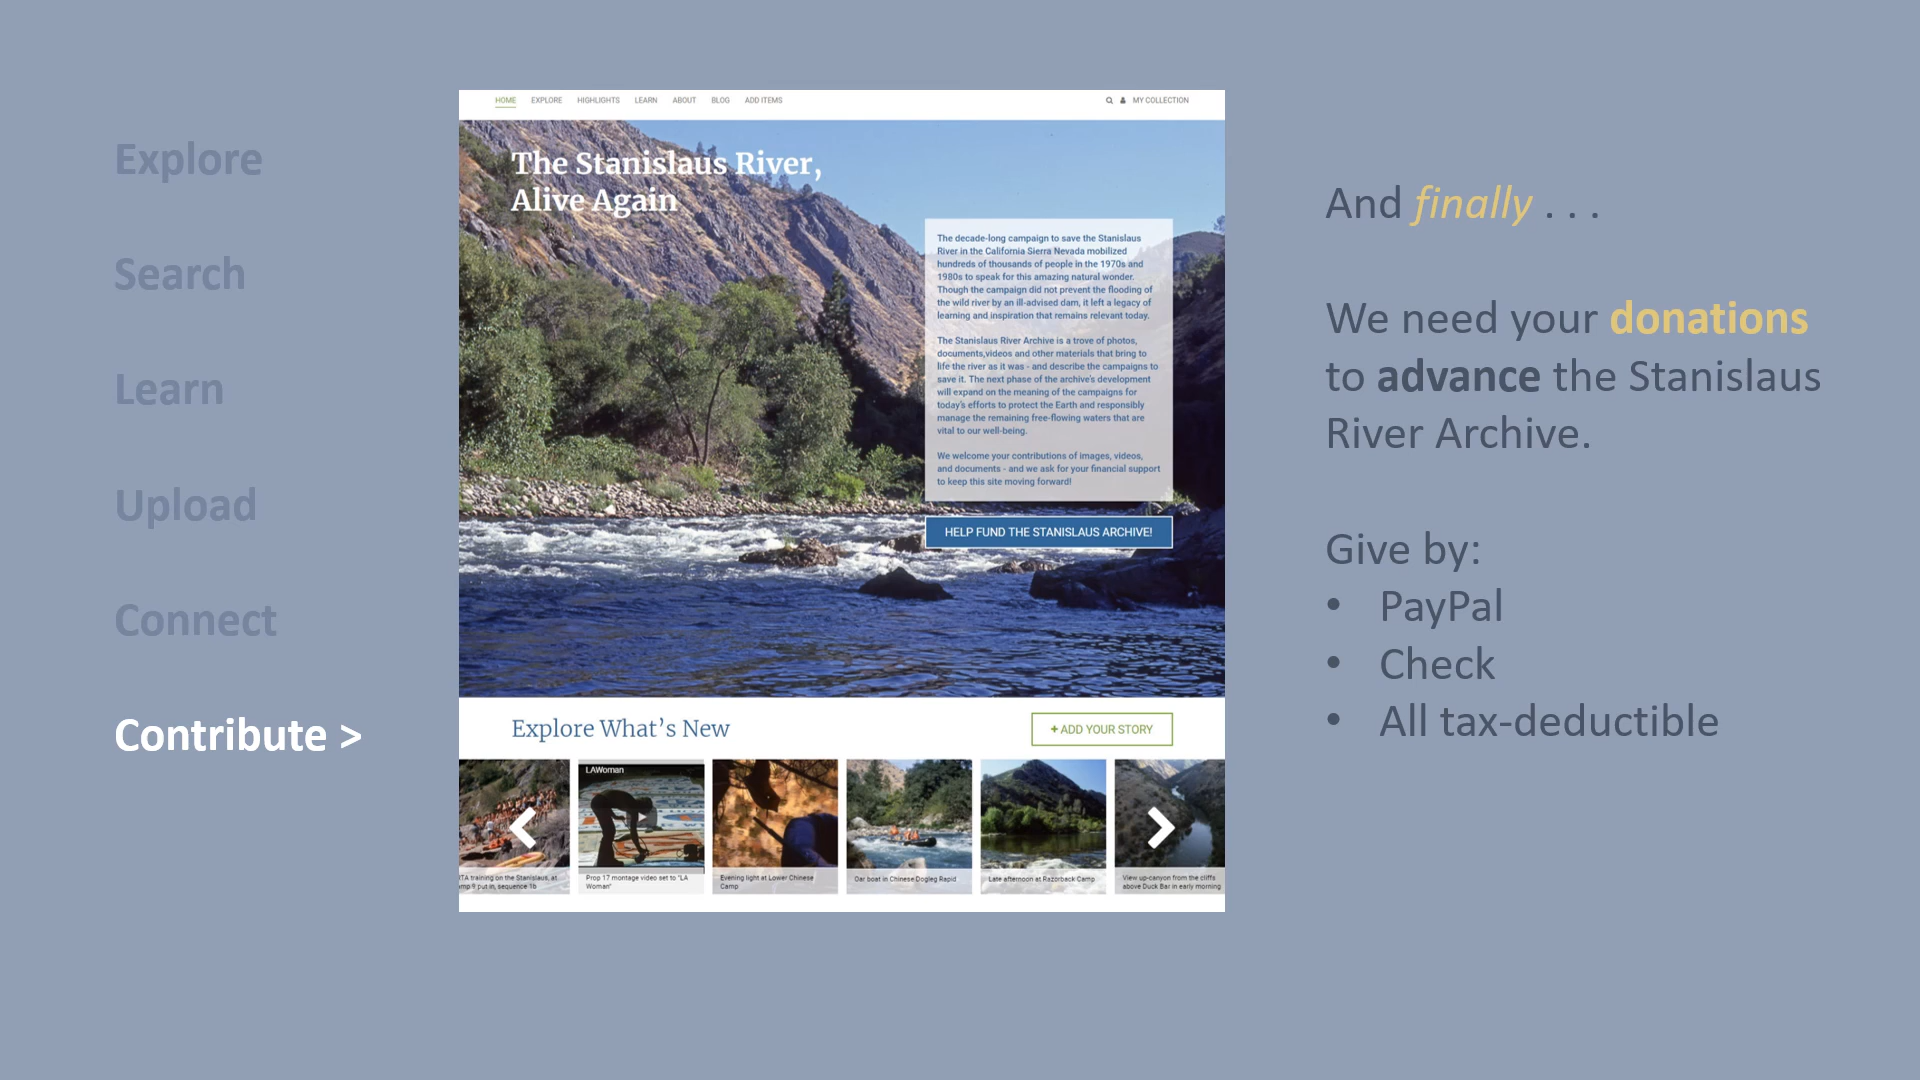 Explore
Search
Learn
Upload
Connect
Contribute >
HOME EXPLORE HIGHLIGHTS LEARN ABOUT BLOG ADD ITEMS MY COLLECTION
The Stanislaus River,
Alive Again
The decade-long campaign to save the Stanislaus
River in the California Sierra Nevada mobilized
hundreds of thousands of people in the 1970s and
1980s to speak for this amazing natural wonder.
Though the campaign did not prevent the flooding of
the wild river by an ill-advised dam, it left a legacy of
learning and inspiration that remains relevant today.
The Stanislaus River Archive is a trove of photos,
documents,videos and other materials that bring to
life the river as it was - and describe the campaigns to
save it. The next phase of the archive's development
will expand on the meaning of the campaigns for
today's efforts to protect the Earth and responsibly
manage the remaining free-flowing waters that are
vital to our well-being.
We welcome your contributions of images, videos,
and documents - and we ask for your financial support
to keep this site moving forward!
HELP FUND THE STANISLAUS ARCHIVE!
Explore What's New
+ ADD YOUR STORY
LAWoman
training on the Stanislaus, at
9 put in, sequence 1b
Prop 17 montage video set to "LA
Woman"
Evening light at Lower Chinese
Camp
Oar boat in Chinese Dogleg Rapid
Late afternoon at Razorback Camp
View up-canyon from the cliffs
above Duck Bar in early morning
And finally . . .
We need your donations
to advance the Stanislaus
River Archive.
Give by:
• PayPal
• Check
• All tax-deductible